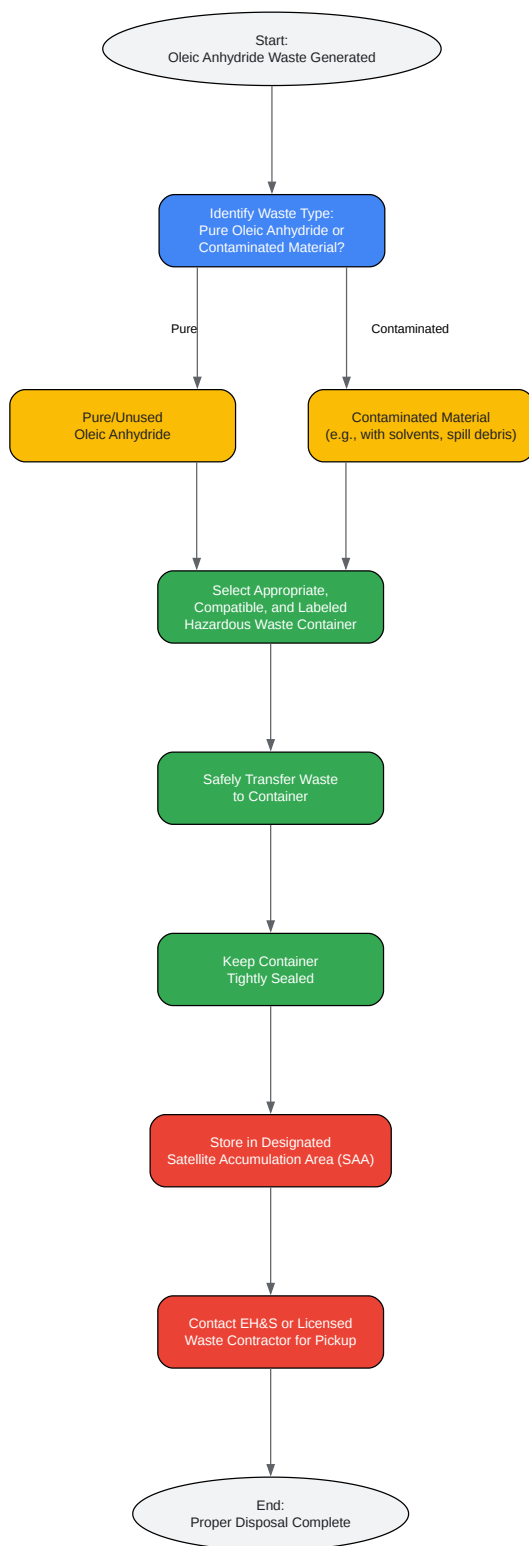 Start:
Oleic Anhydride Waste Generated
Identify Waste Type:
Pure Oleic Anhydride or
Contaminated Material?
Pure
Contaminated
Pure/Unused
Oleic Anhydride
Contaminated Material
(e.g., with solvents, spill debris)
Select Appropriate,
Compatible, and Labeled
Hazardous Waste Container
Safely Transfer Waste
to Container
Keep Container
Tightly Sealed
Store in Designated
Satellite Accumulation Area (SAA)
Contact EH&S or Licensed
Waste Contractor for Pickup
End:
Proper Disposal Complete